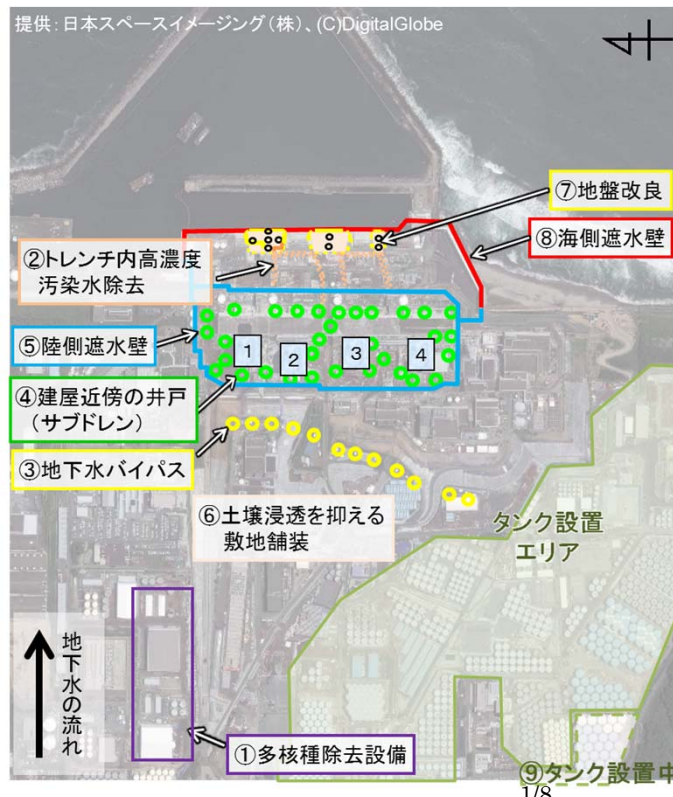 提供:日本スペースイメージング(株)、(C)DigitalGlobe
⑦地盤改良
⑧海側遮水壁
②トレンチ内高濃度
汚染水除去
⑤陸側遮水壁
1
2
3
4
④建屋近傍の井戸
(サブドレン)
③地下水バイパス
⑥土壌浸透を抑える
敷地舗装
タンク設置
エリア
地下水の流れ
①多核種除去設備
⑨タンク設置中
1/8